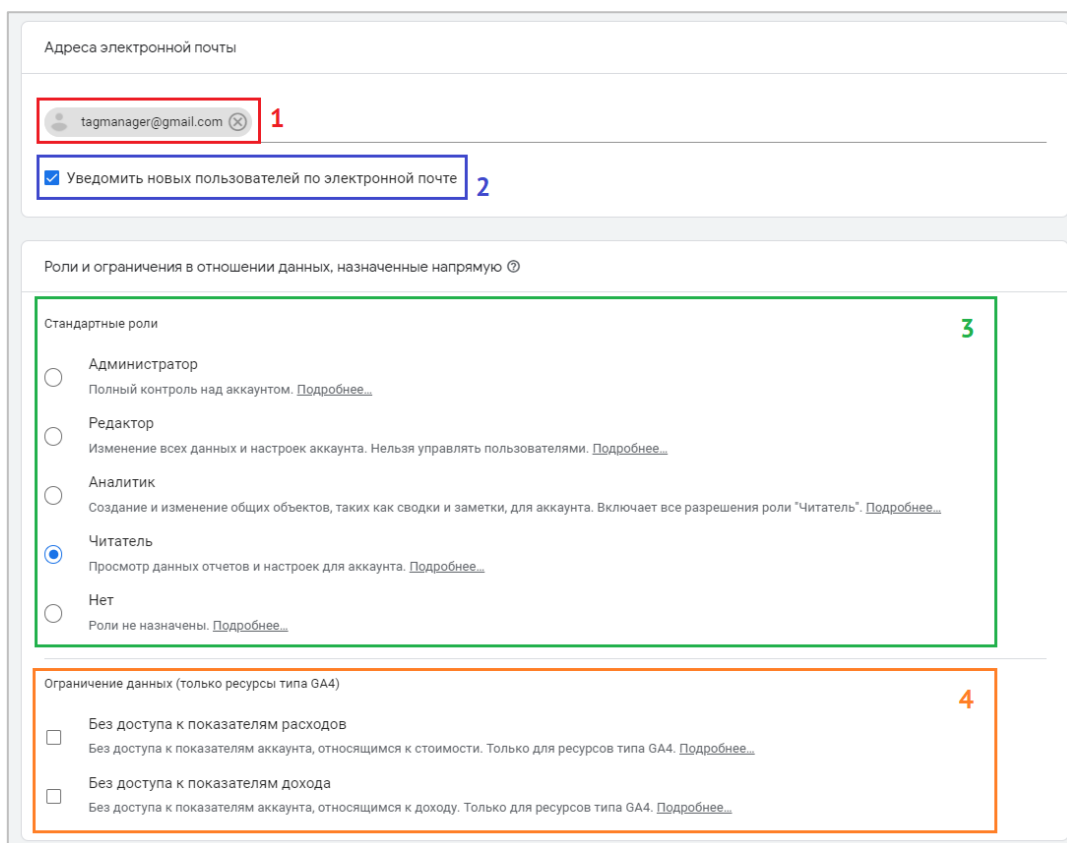 Адреса электронной почты
tagmanager@gmail.com
1
Уведомить новых пользователей по электронной почте
2
Роли и ограничения в отношении данных, назначенные напрямую
Стандартные роли
3
Администратор
Полный контроль над аккаунтом. Подробнее...
Редактор
Изменение всех данных и настроек аккаунта. Нельзя управлять пользователями. Подробнее...
Аналитик
Создание и изменение общих объектов, таких как сводки и заметки, для аккаунта. Включает все разрешения роли "Читатель". Подробнее...
Читатель
Просмотр данных отчетов и настроек для аккаунта. Подробнее...
Нет
Роли не назначены. Подробнее...
Ограничение данных (только ресурсы типа GA4)
4
Без доступа к показателям расходов
Без доступа к показателям аккаунта, относящимся к стоимости. Только для ресурсов типа GA4. Подробнее...
Без доступа к показателям дохода
Без доступа к показателям аккаунта, относящимся к доходу. Только для ресурсов типа GA4. Подробнее...